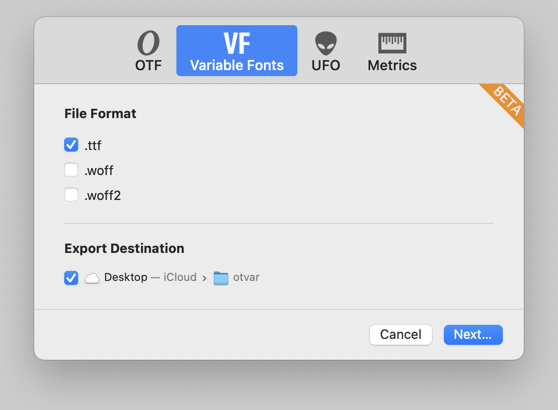 OTF
VF
Variable Fonts
UFO
Metrics
BETA
File Format
.ttf
.woff
.woff2
Export Destination
Desktop — iCloud › otvar
Cancel
Next...